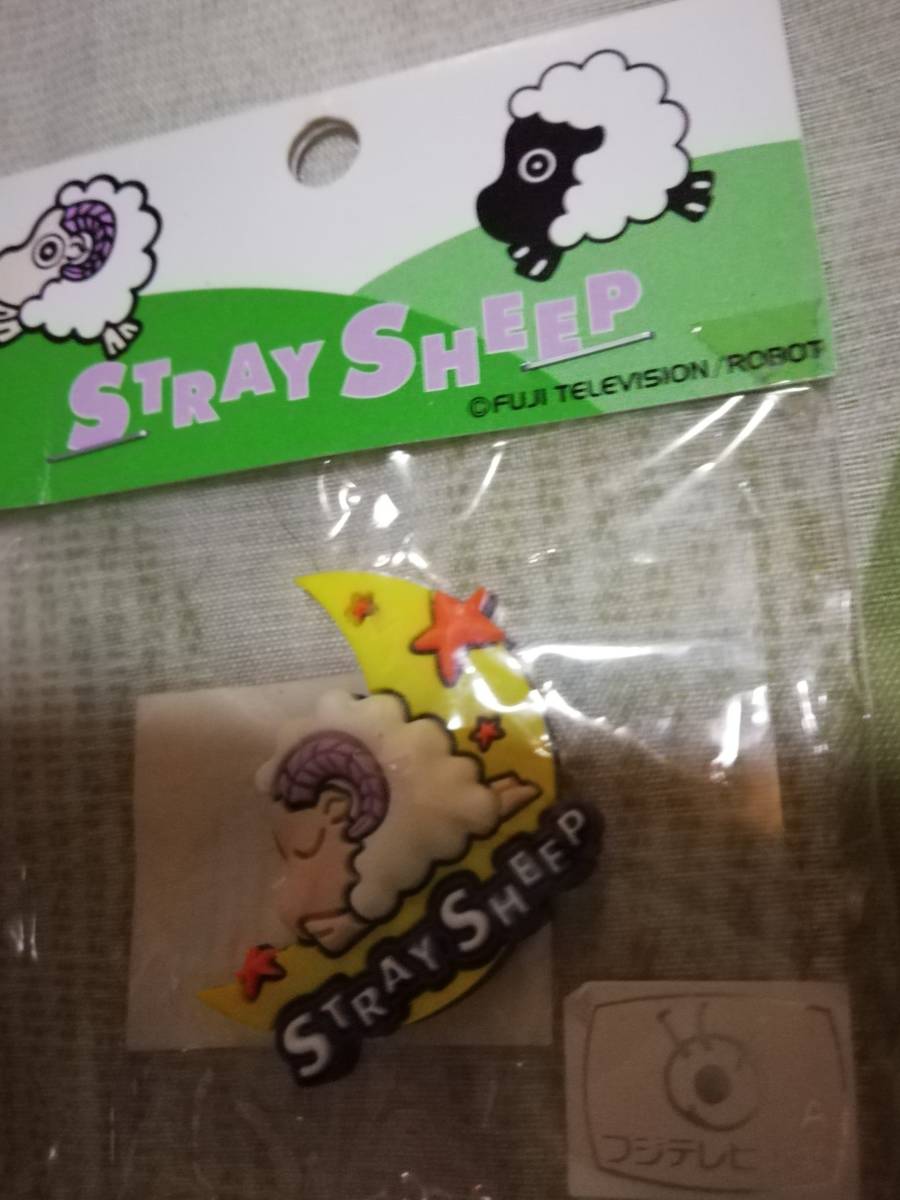 STRAY SHEEP
©FUJI TELEVISION/ROBOT
STRAY SHEEP
フジテレビ